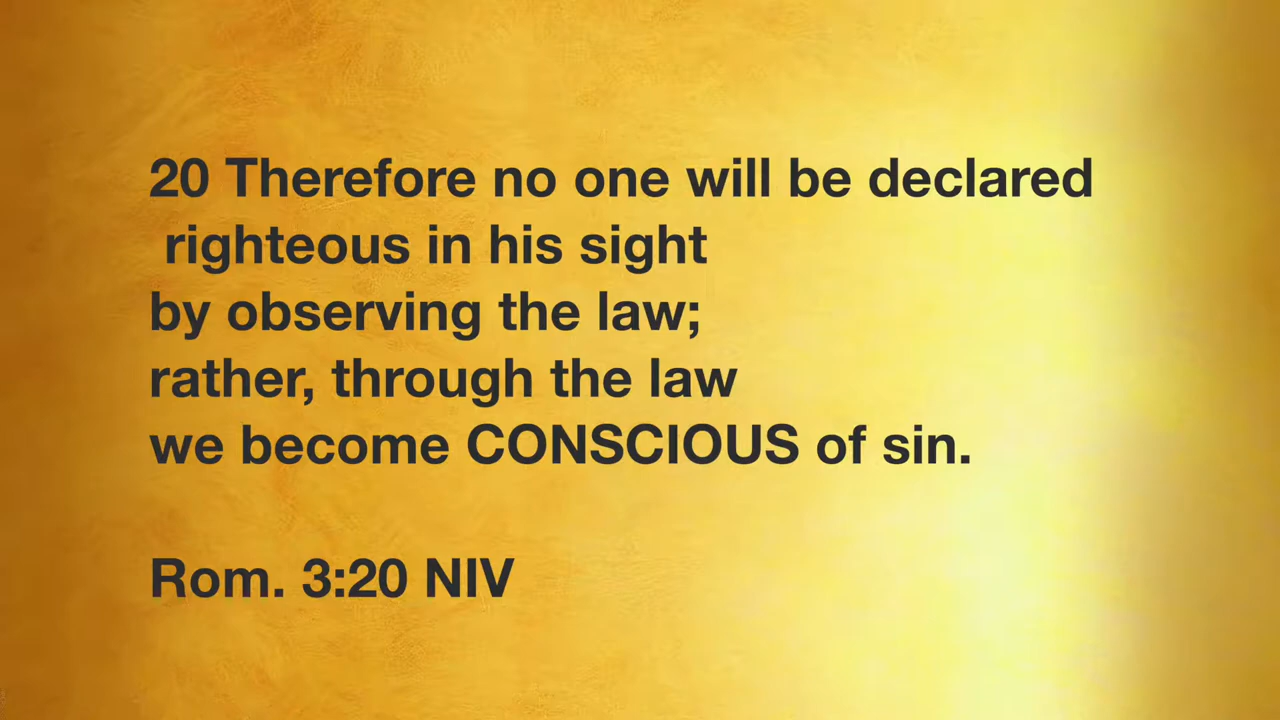 20 Therefore no one will be declared
righteous in his sight
by observing the law;
rather, through the law
we become CONSCIOUS of sin.
Rom. 3:20 NIV